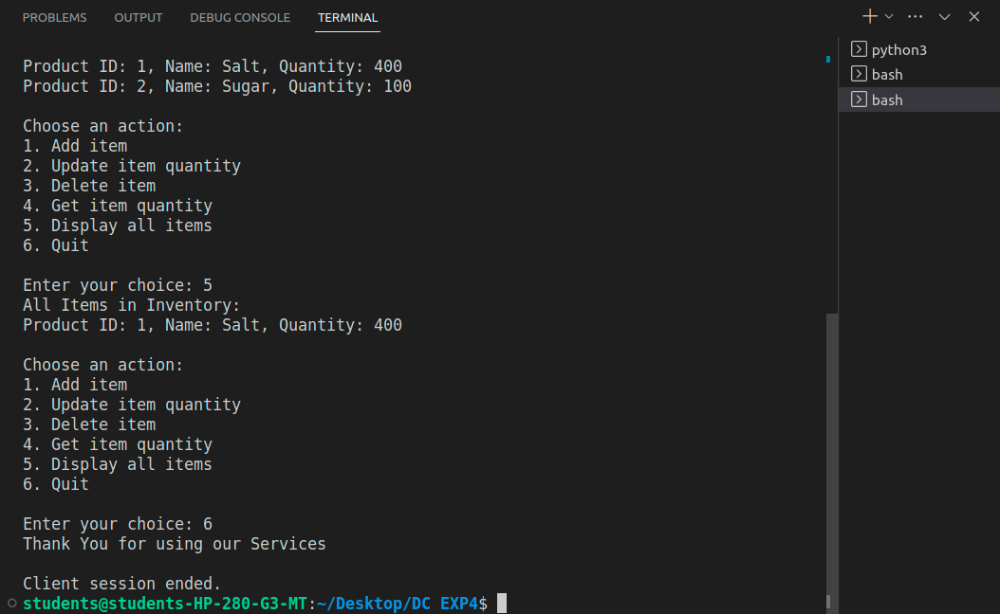 PROBLEMS OUTPUT DEBUG CONSOLE TERMINAL
Product ID: 1, Name: Salt, Quantity: 400
Product ID: 2, Name: Sugar, Quantity: 100
Choose an action:
1. Add item
2. Update item quantity
3. Delete item
4. Get item quantity
5. Display all items
6. Quit
Enter your choice: 5
All Items in Inventory:
Product ID: 1, Name: Salt, Quantity: 400
Choose an action:
1. Add item
2. Update item quantity
3. Delete item
4. Get item quantity
5. Display all items
6. Quit
Enter your choice: 6
Thank You for using our Services
Client session ended.
students@students-HP-280-G3-MT:~/Desktop/DC EXP4$
python3
bash
bash